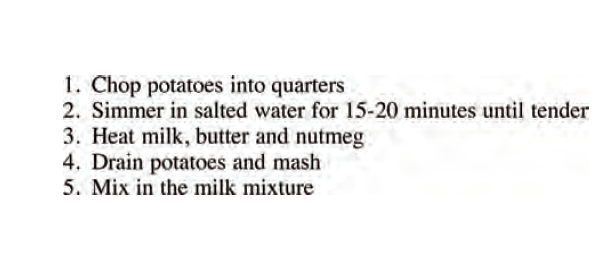 1. Chop potatoes into quarters
2. Simmer in salted water for 15-20 minutes until tender
3. Heat milk, butter and nutmeg
4. Drain potatoes and mash
5. Mix in the milk mixture